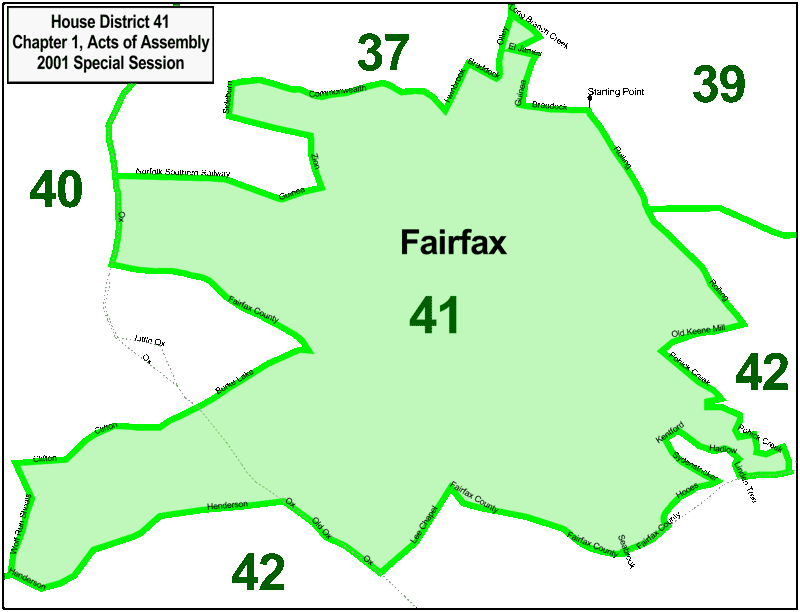 House District 41
Chapter 1, Acts of Assembly
2001 Special Session
37
39
40
Long Branch Creek
Olley
El James
Braddock
Guinea
Braddock
Starting Point
Commonwealth
Sideburn
Zion
Rolling
Norfolk Southern Railway
Guinea
Ox
Fairfax
41
Rolling
Fairfax County
Little Ox
Ox
Old Keene Mill
Pohick Creek
42
Burke Lake
Clifton
Clifton
Kentford
Pohick Creek
Hadlow
Sydenstricker
Linden Tree
Hooes
Fairfax County
Henderson
Ox
Old Ox
Lee Chapel
Wolf Run Shoals
Ox
Fairfax County
Seabrook
Fairfax County
Henderson
42